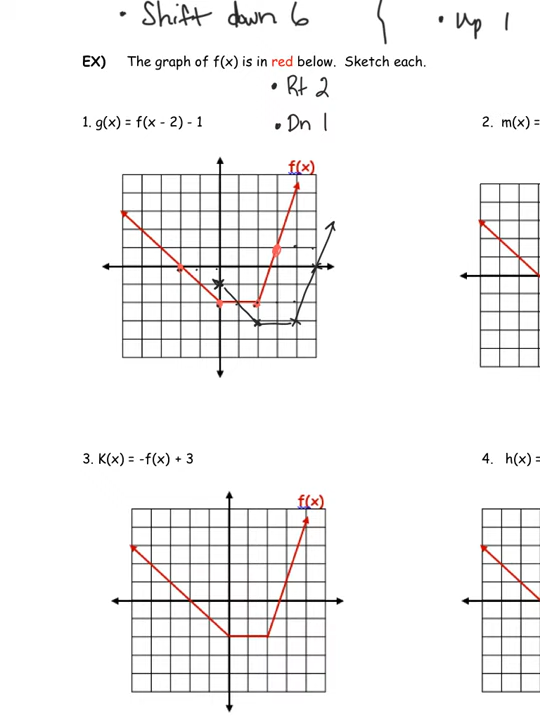 • Shift down 6
• Up 1
EX) The graph of f(x) is in red below. Sketch each.
• Rt 2
1. g(x) = f(x - 2) - 1
• Dn 1
2. m(x) =
f(x)
3. K(x) = -f(x) + 3
4. h(x) =
f(x)